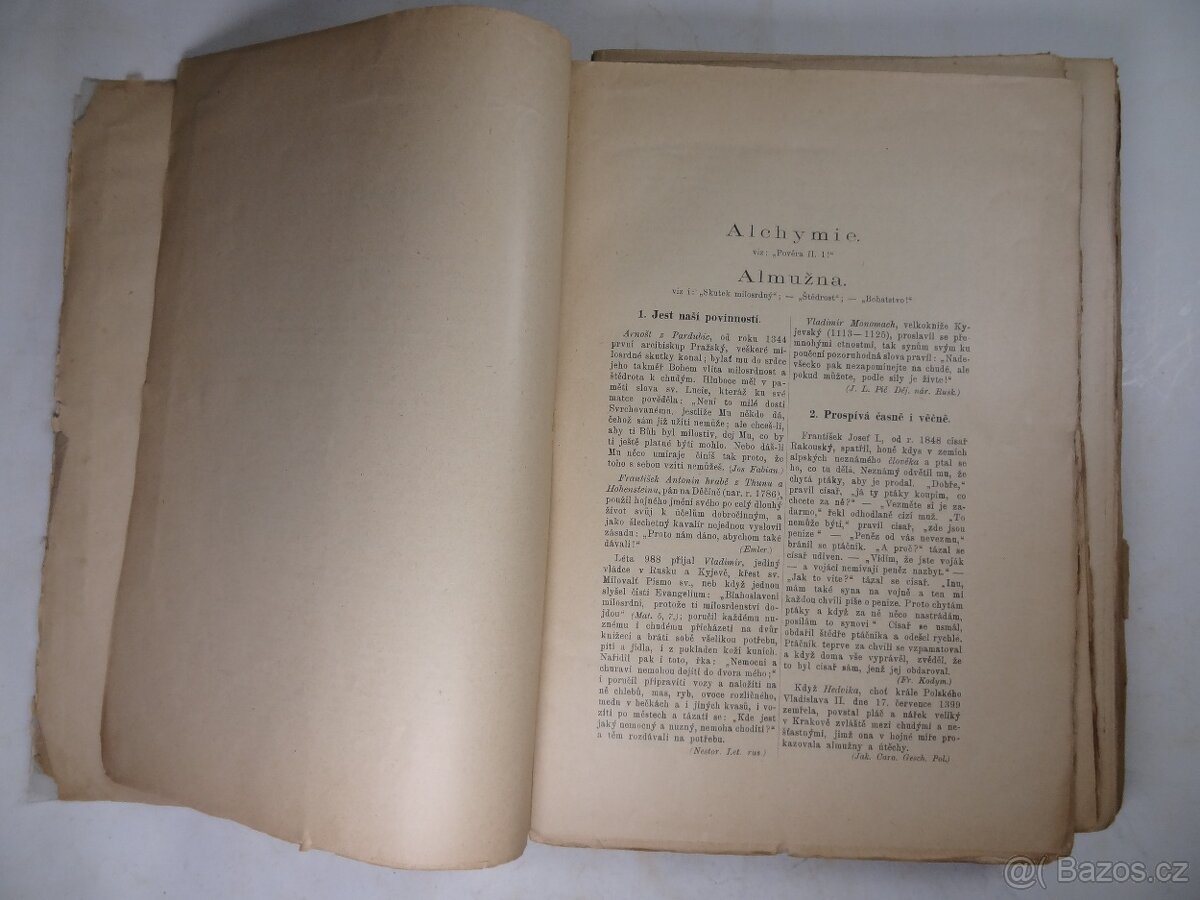 Alchymie.
viz: „Pověra II. 1!“
Almužna.
viz i: „Skutek milosrdný“; — „Štědrost“; — „Bohatstvo!“
1. Jest naší povinností.
Arnošt z Pardubic, od roku 1344
první arcibiskup Pražský, veškeré mi-
losrdné skutky konal; bylať mu do srdce
jeho takměř Bohem vlita milosrdnost a
štědrota k chudým. Hluboce měl v pa-
měti slova sv. Lucie, kteráž ku své
matce pověděla: „Není to milé dosti
Svrchovanému, jestliže Mu někdo dá,
čehož sám již užiti nemůže; ale chceš-li,
aby ti Bůh byl milostiv, dej Mu, co by
ti ještě platné býti mohlo. Nebo dáš-li
Mu něco umíraje činíš tak proto, že
toho s sebou vzíti nemůžeš. (Jos Fabian.)
František Antonín hrabě z Thunu a
Hohensteinu, pán na Děčíně (nar. r. 1786),
použil hojného jmění svého po celý dlouhý
život svůj k účelům dobročinným, a
jako šlechetný kavalír nejednou vyslovil
zásadu: „Proto nám dáno, abychom také
dávali!“
(Emler.)
Léta 988 přijal Vladimír, jediný
vládce v Rusku a Kyjevě, křest sv.
Milovalť Písmo sv., neb když jednou
slyšel čísti Evangelium: „Blahoslavení
milosrdní, protože ti milosrdenství do-
jdou“ (Mat. 5, 7.); poručil každému nu-
znému i chudému přicházeti na dvůr
knížecí a bráti sobě všelikou potřebu,
pití a jídla, i z pokladen koží kuních.
Nařídil pak i toto, řka: „Nemocní a
churaví nemohou dojíti do dvora mého;“
i poručil připraviti vozy a naložiti na
ně chlebů, mas, ryb, ovoce rozličného,
medu v bečkách a i jiných kvasů, i vo-
ziti po městech a tázati se: „Kde jest
jaký nemocný a nuzný, nemoha choditi?“
a těm rozdávali na potřebu.
(Nestor. Let. rus.)
Vladimír Monomach, velkokníže Ky-
jevský (1113—1125), proslavil se pře-
mnohými ctnostmi, tak synům svým ku
poučení pozoruhodná slova pravil: „Nade-
všecko pak nezapomínejte na chudé, ale
pokud můžete, podle síly je živte!“
(J. L. Píč Děj. nár. Rusk.)
2. Prospívá časně i věčně.
František Josef I., od r. 1848 císař
Rakouský, spatřil, honě kdys v zemích
alpských neznámého člověka a ptal se
ho, co tu dělá. Neznámý odvětil mu, že
chytá ptáky, aby je prodal. „Dobře,“
pravil císař, „já ty ptáky koupím, co
chcete za ně?“ — „Vezměte si je za-
darmo,“ řekl odhodlaně cizí muž. „To
nemůže býti,“ pravil císař, „zde jsou
peníze“ — „Peněz od vás nevezmu,“
bránil se ptáčník. „A proč?“ tázal se
císař udiven. — „Vidím, že jste voják
— a vojáci nemívají peněz nazbyt.“ —
„Jak to víte?“ tázal se císař. „Inu,
mám také syna na vojně a ten mi
každou chvíli píše o peníze. Proto chytám
ptáky a když za ně něco nastrádám,
posílám to synovi“ Císař se usmál,
obdařil štědře ptáčníka a odešel rychle.
Ptáčník teprve za chvíli se vzpamatoval
a když doma vše vyprávěl, zvěděl, že
to byl císař sám, jenž jej obdaroval.
(Fr. Kodym.)
Když Hedvika, choť krále Polského
Vladislava II. dne 17. července 1399
zemřela, povstal pláč a nářek veliký
v Krakově zvláště mezi chudými a ne-
šťastnými, jimž ona v hojné míře pro-
kazovala almužny a útěchy.
(Jak. Caro. Gesch. Pol.)
@( Bazos.cz